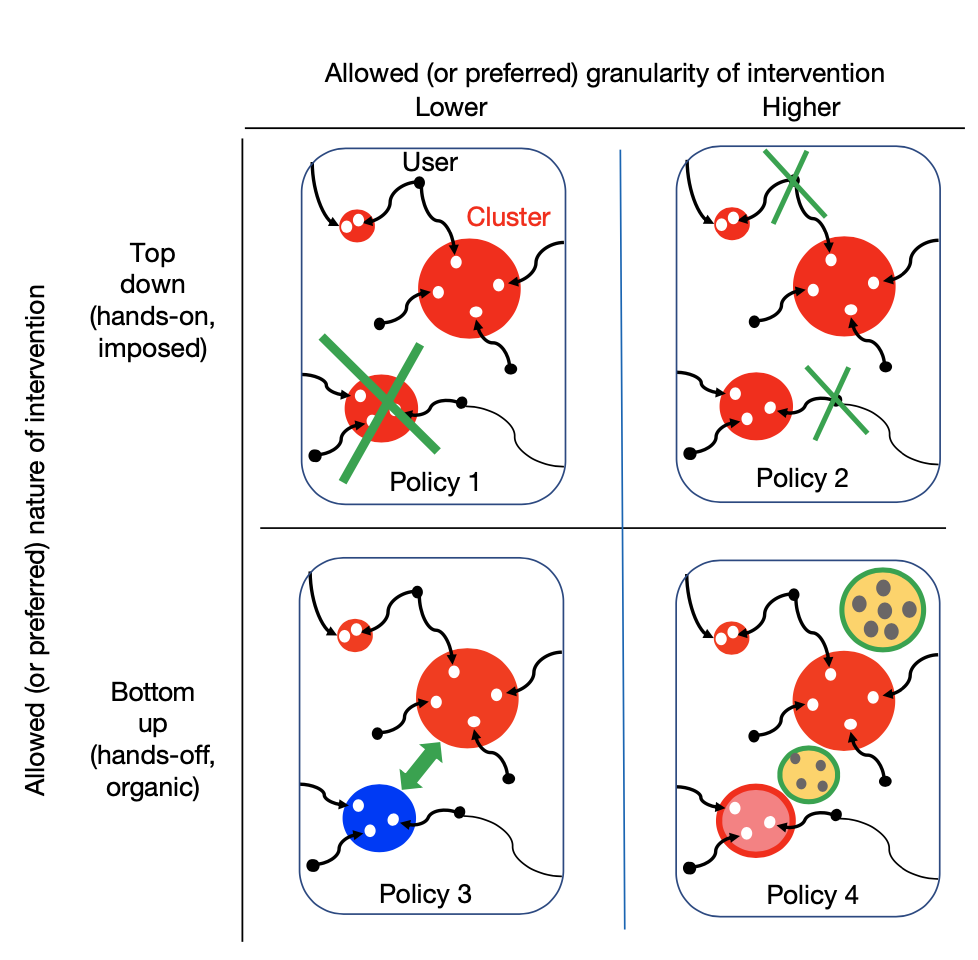 Allowed (or preferred) granularity of intervention
Lower
Higher
Allowed (or preferred) nature of intervention
Top
down
(hands-on,
imposed)
User
Cluster
Policy 1
Policy 2
Bottom
up
(hands-off,
organic)
Policy 3
Policy 4